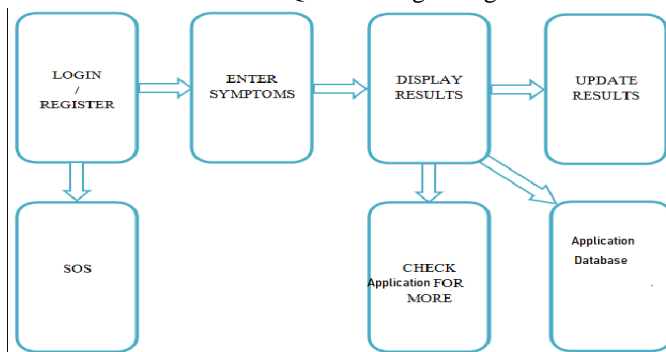 LOGIN
/
REGISTER
ENTER
SYMPTOMS
DISPLAY
RESULTS
UPDATE
RESULTS
SOS
CHECK
Application FOR
MORE
Application
Database
.